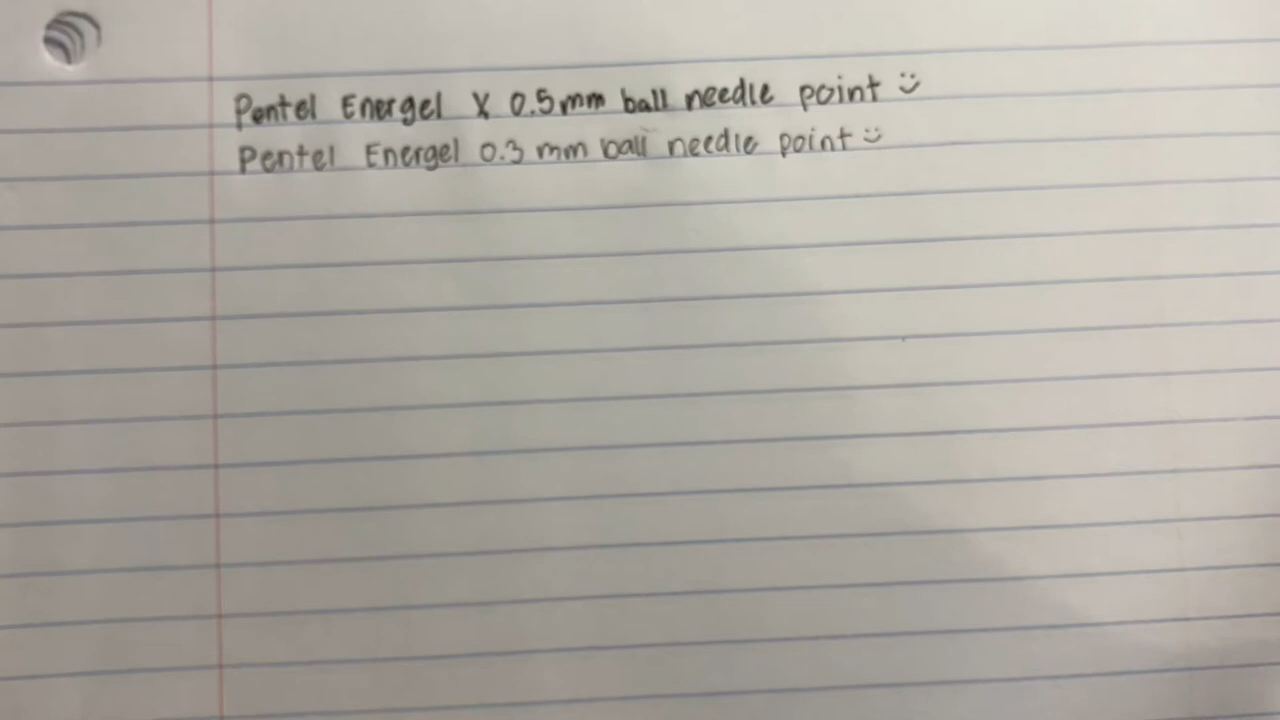 Pentel Energel X 0.5mm ball needle point :)
Pentel Energel 0.3 mm ball needle point :)